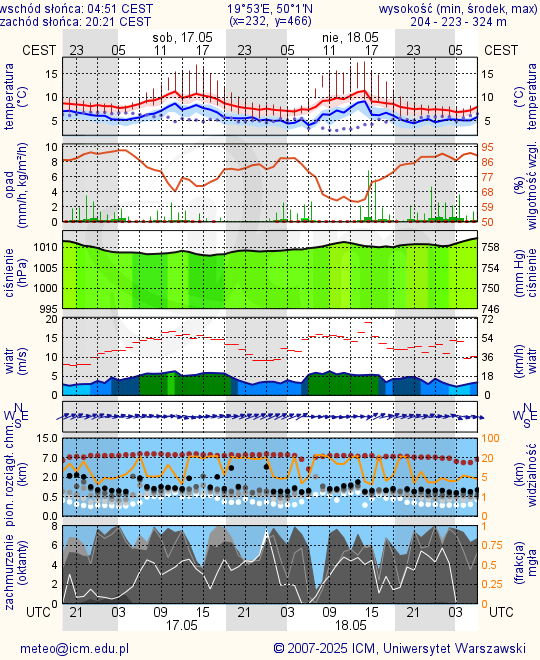 wschód słońca: 04:51 CEST 19°53'E, 50°1'N wysokość (min, środek, max)
zachód słońca: 20:21 CEST (x=232, y=466) 204 - 223 - 324 m
sob, 17.05 nie, 18.05
CEST 23 05 11 17 23 05 11 17 23 05 CEST
temperatura (°C) 15 10 5 15 10 5 (°C) temperatura
opad (mm/h, kg/m²/h) 10 8 6 4 2 0 95 86 77 68 59 50 (%) wilgotność wzgl.
ciśnienie (hPa) 1010 1005 1000 995 758 754 750 746 (mm Hg) ciśnienie
wiatr (m/s) 20 15 10 5 0 72 54 36 18 0 (km/h) wiatr
N W E S N W E S
pion. rozciągł. chm. (km) 15.0 7.0 2.0 0.5 0.0 100 20 5 1 0 (km) widzialność
zachmurzenie (oktanty) 8 6 4 2 0 1 0.75 0.5 0.25 0 (frakcja) mgła
UTC 21 03 09 15 21 03 09 15 21 03 UTC
17.05 18.05
meteo@icm.edu.pl © 2007-2025 ICM, Uniwersytet Warszawski